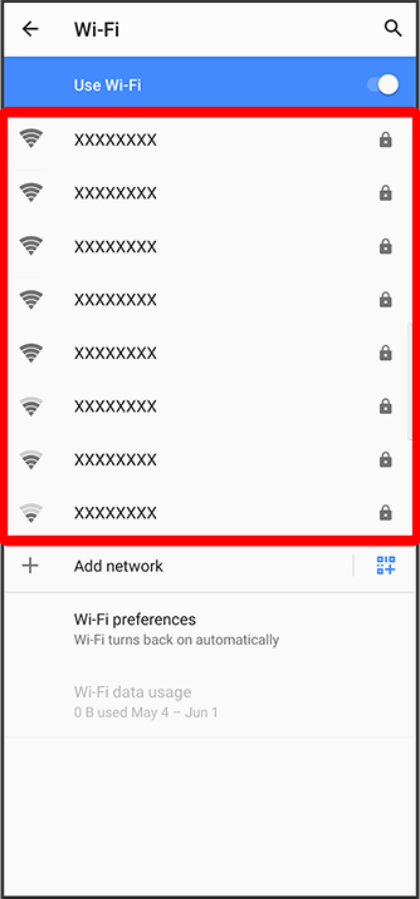 Wi-Fi
Use Wi-Fi
XXXXXXXX
XXXXXXXX
XXXXXXXX
XXXXXXXX
XXXXXXXX
XXXXXXXX
XXXXXXXX
XXXXXXXX
Add network
Wi-Fi preferences
Wi-Fi turns back on automatically
Wi-Fi data usage
0 B used May 4 – Jun 1